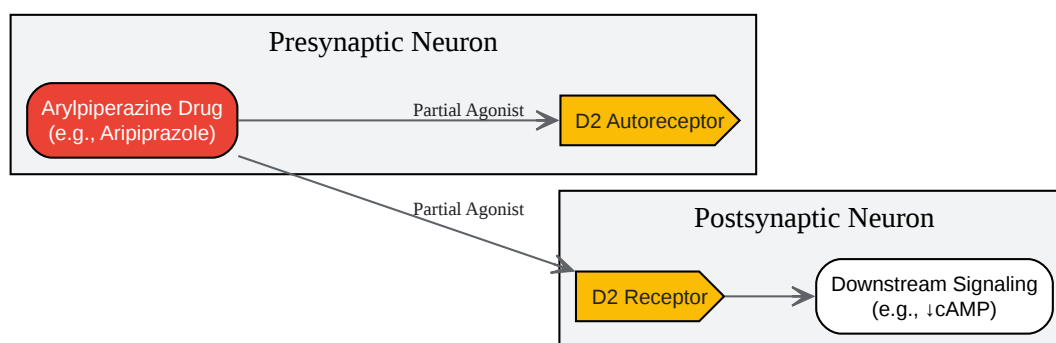 Presynaptic Neuron
Arylpiperazine Drug
(e.g., Aripiprazole)
Partial Agonist
D2 Autoreceptor
Partial Agonist
Postsynaptic Neuron
D2 Receptor
Downstream Signaling
(e.g., ↓cAMP)